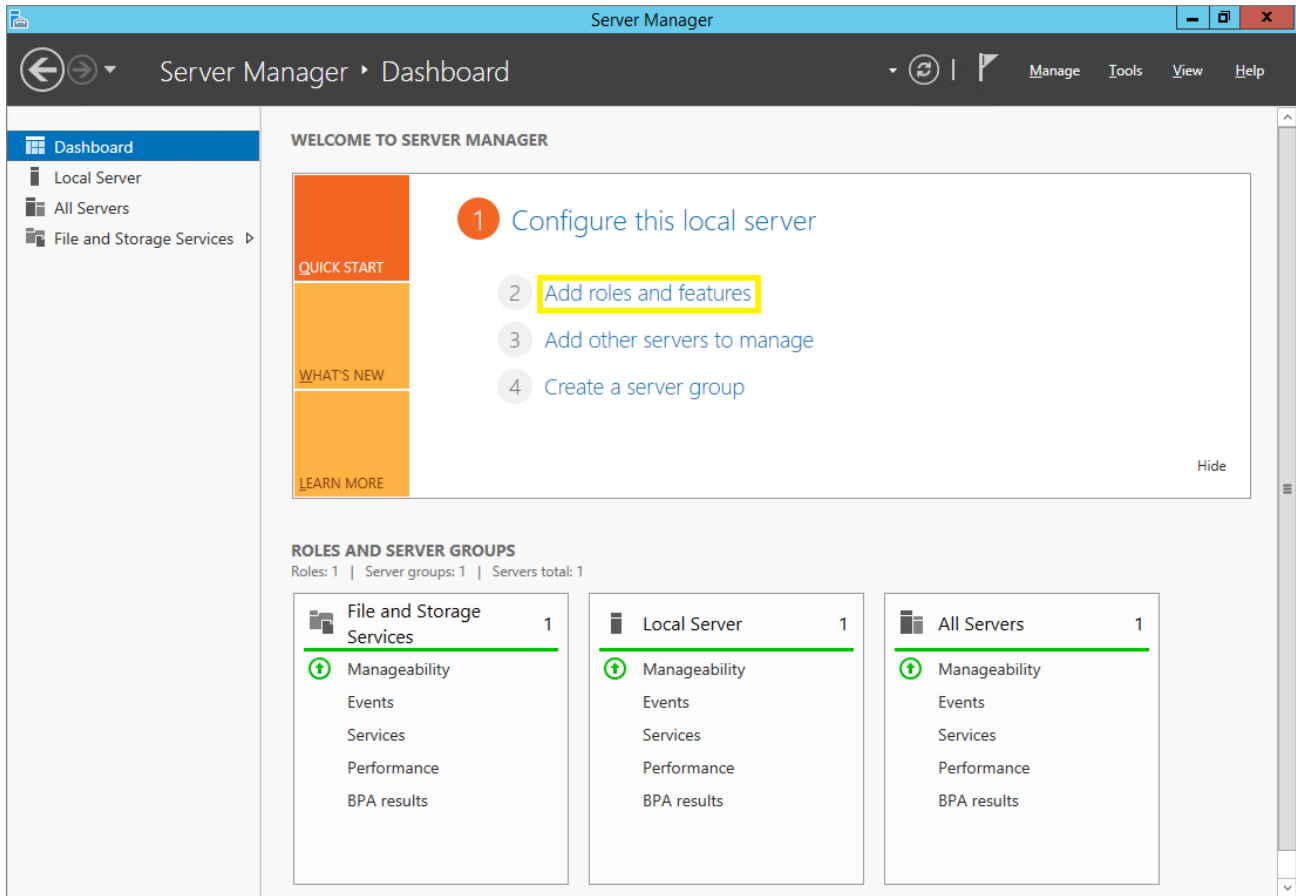 Server Manager
Server Manager ‣ Dashboard
Manage Tools View Help
Dashboard
Local Server
All Servers
File and Storage Services
WELCOME TO SERVER MANAGER
QUICK START
WHAT'S NEW
LEARN MORE
1 Configure this local server
2 Add roles and features
3 Add other servers to manage
4 Create a server group
Hide
ROLES AND SERVER GROUPS
Roles: 1 | Server groups: 1 | Servers total: 1
File and Storage
Services
1
Manageability
Events
Services
Performance
BPA results
Local Server 1
Manageability
Events
Services
Performance
BPA results
All Servers 1
Manageability
Events
Services
Performance
BPA results